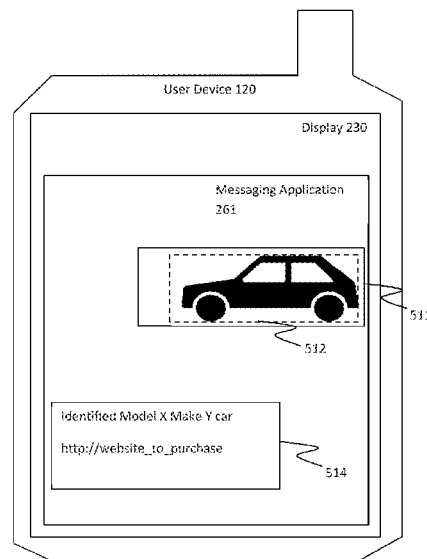 User Device 120
Display 230
Messaging Application
261
511
512
Identified Model X Make Y car
http://website_to_purchase
514